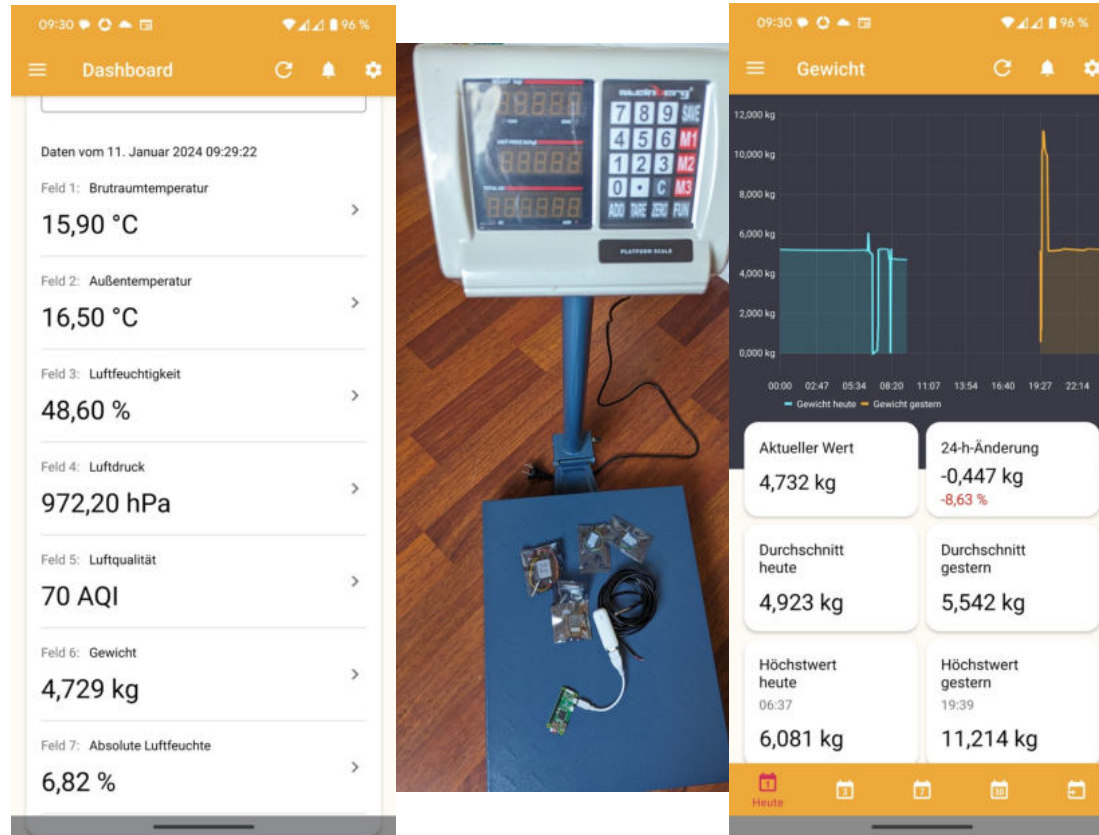 09:30
96 %
Dashboard
Daten vom 11. Januar 2024 09:29:22
Feld 1: Brutraumtemperatur
15,90 °C
Feld 2: Außentemperatur
16,50 °C
Feld 3: Luftfeuchtigkeit
48,60 %
Feld 4: Luftdruck
972,20 hPa
Feld 5: Luftqualität
70 AQI
Feld 6: Gewicht
4,729 kg
Feld 7: Absolute Luftfeuchte
6,82 %
steinberg
7 8 9 SAVE
4 5 6 M1
1 2 3 M2
0 • C M3
ADD TARE ZERO FUN
PLATFORM SCALE
09:30
96 %
Gewicht
12,000 kg
10,000 kg
8,000 kg
6,000 kg
4,000 kg
2,000 kg
0,000 kg
00:00 02:47 05:34 08:20 11:07 13:54 16:40 19:27 22:14
Gewicht heute Gewicht gestern
Aktueller Wert
4,732 kg
24-h-Änderung
-0,447 kg
-8,63 %
Durchschnitt
heute
4,923 kg
Durchschnitt
gestern
5,542 kg
Höchstwert
heute
06:37
6,081 kg
Höchstwert
gestern
19:39
11,214 kg
1
Heute
3
7
30